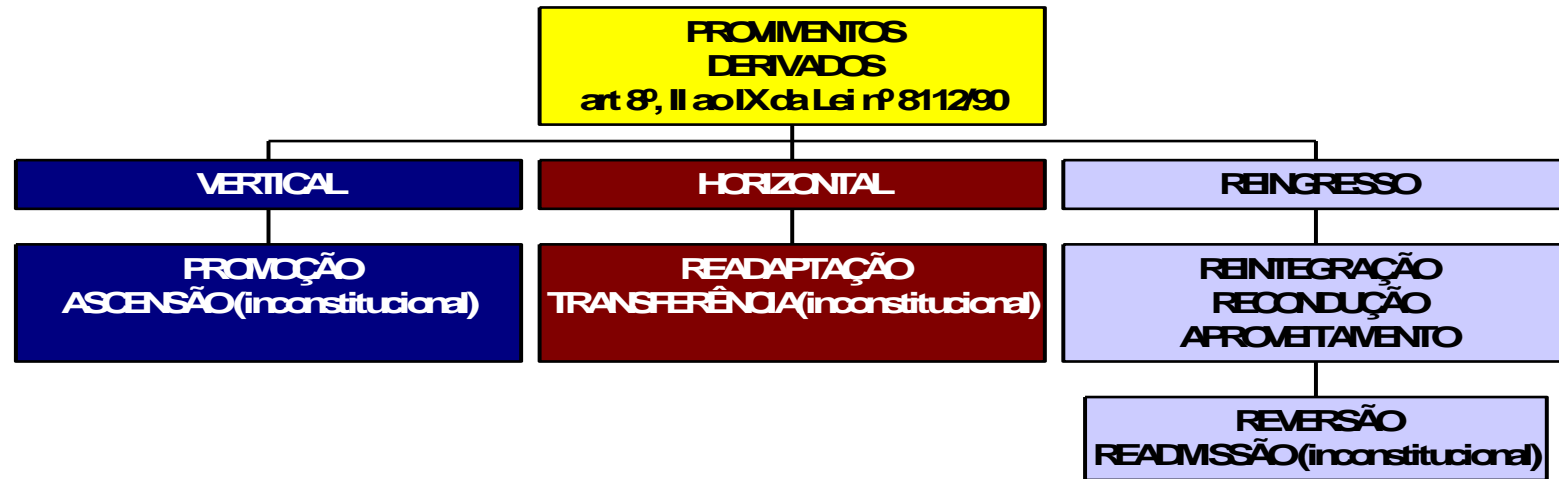 PROVIMENTOS
DERIVADOS
art 8º, II ao IX da Lei nº 8112/90
VERTICAL
HORIZONTAL
REINGRESSO
PROMOÇÃO
ASCENSÃO (inconstitucional)
READAPTAÇÃO
TRANSFERÊNCIA (inconstitucional)
REINTEGRAÇÃO
RECONDUÇÃO
APROVEITAMENTO
REVERSÃO
READMISSÃO (inconstitucional)